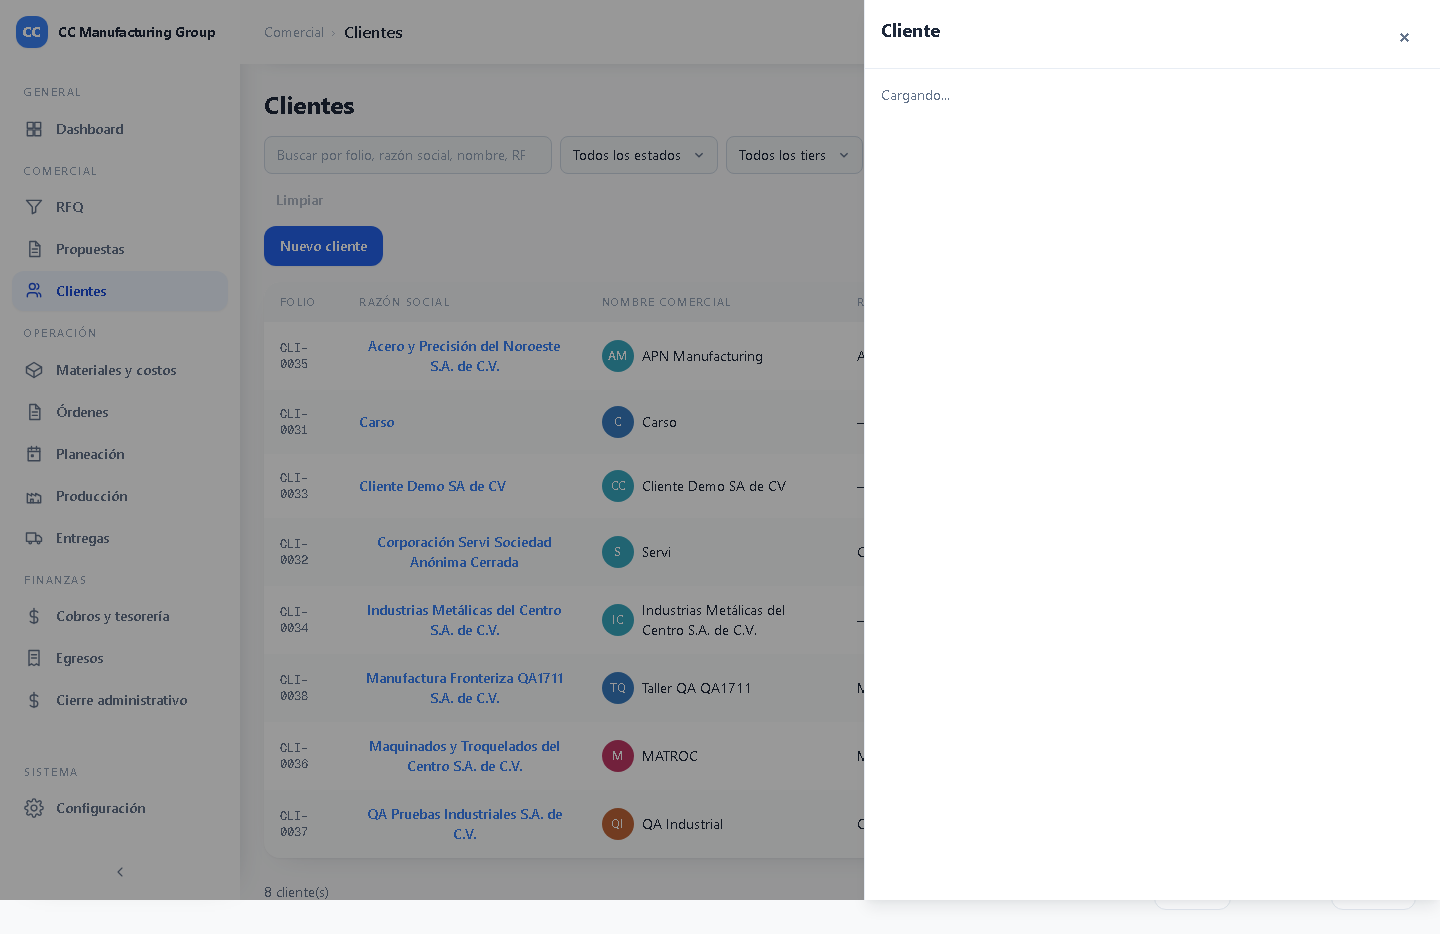 CC
CC Manufacturing Group
GENERAL
Dashboard
COMERCIAL
RFQ
Propuestas
Clientes
OPERACIÓN
Materiales y costos
Órdenes
Planeación
Producción
Entregas
FINANZAS
Cobros y tesorería
Egresos
Cierre administrativo
SISTEMA
Configuración
Comercial › Clientes
Clientes
Buscar por folio, razón social, nombre, RF
Todos los estados
Todos los tiers
Limpiar
Nuevo cliente
FOLIO RAZÓN SOCIAL NOMBRE COMERCIAL
CLI-
0035
Acero y Precisión del Noroeste
S.A. de C.V.
AM APN Manufacturing
CLI-
0031
Carso
C Carso
—
CLI-
0033
Cliente Demo SA de CV
CC Cliente Demo SA de CV
—
CLI-
0032
Corporación Servi Sociedad
Anónima Cerrada
S Servi
CLI-
0034
Industrias Metálicas del Centro
S.A. de C.V.
IC Industrias Metálicas del
Centro S.A. de C.V.
—
CLI-
0038
Manufactura Fronteriza QA1711
S.A. de C.V.
TQ Taller QA QA1711
CLI-
0036
Maquinados y Troquelados del
Centro S.A. de C.V.
M MATROC
CLI-
0037
QA Pruebas Industriales S.A. de
C.V.
QI QA Industrial
8 cliente(s)
Cliente
×
Cargando...